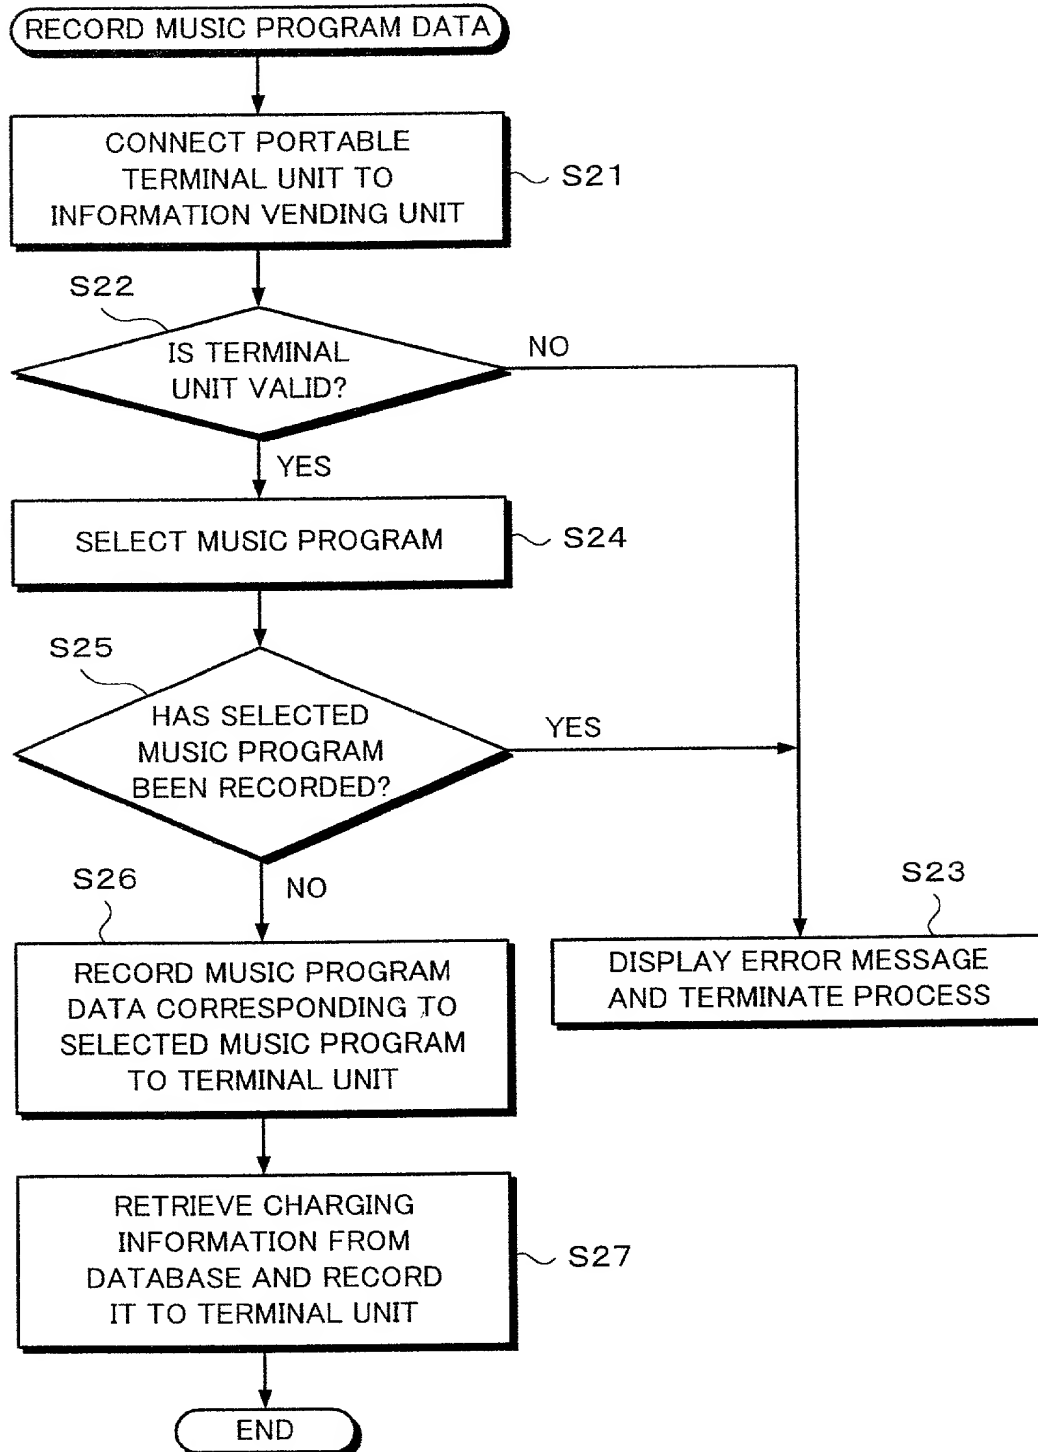 RECORD MUSIC PROGRAM DATA
CONNECT PORTABLE
TERMINAL UNIT TO
INFORMATION VENDING UNIT
S21
S22
IS TERMINAL
UNIT VALID?
NO
YES
SELECT MUSIC PROGRAM
S24
S25
HAS SELECTED
MUSIC PROGRAM
BEEN RECORDED?
YES
NO
S26
RECORD MUSIC PROGRAM
DATA CORRESPONDING TO
SELECTED MUSIC PROGRAM
TO TERMINAL UNIT
S23
DISPLAY ERROR MESSAGE
AND TERMINATE PROCESS
RETRIEVE CHARGING
INFORMATION FROM
DATABASE AND RECORD
IT TO TERMINAL UNIT
S27
END